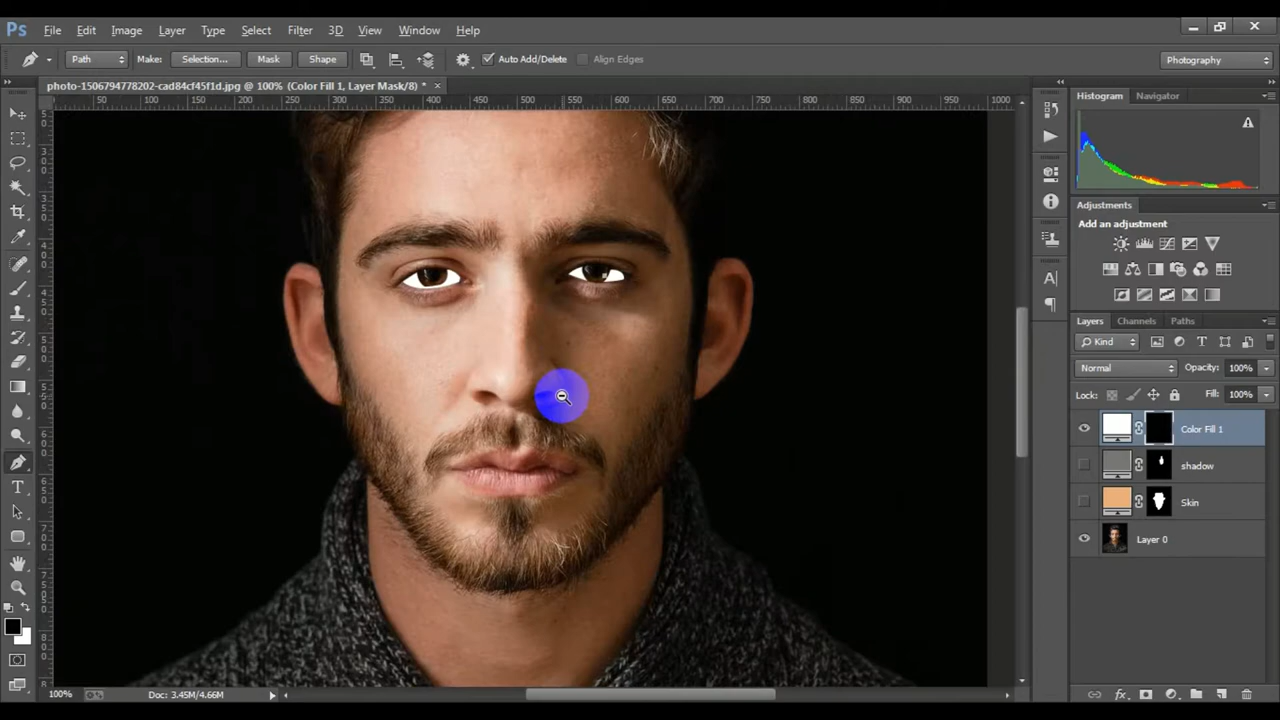 Ps File Edit Image Layer Type Select Filter 3D View Window Help
Path Make: Selection... Mask Shape Auto Add/Delete Align Edges Photography
photo-1506794778202-cad84cf45f1d.jpg @ 100% (Color Fill 1, Layer Mask/8) *
50 100 150 200 250 300 350 400 450 500 550 600 650 700 750 800 850 900 950 1000
Histogram Navigator
Adjustments
Add an adjustment
Layers Channels Paths
Kind
Normal Opacity: 100%
Lock: Fill: 100%
Color Fill 1
shadow
Skin
Layer 0
100% Doc: 3.45M/4.66M